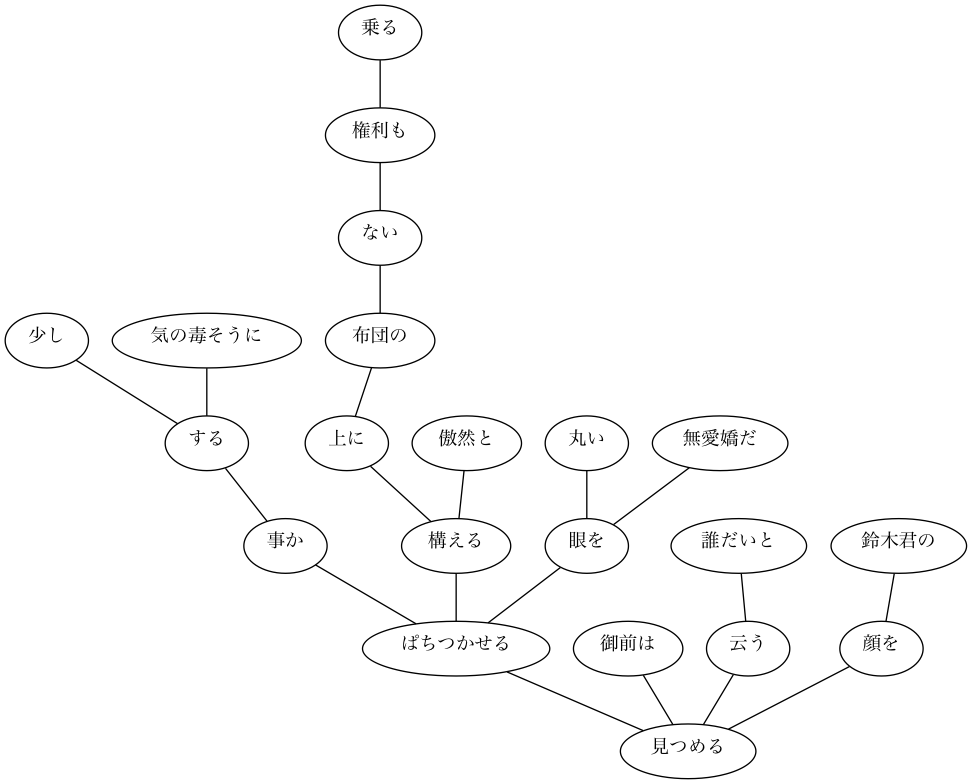 乗る
権利も
ない
布団の
少し
気の毒そうに
する
上に
傲然と
丸い
無愛嬌だ
事か
構える
眼を
誰だいと
鈴木君の
ぱちつかせる
御前は
云う
顔を
見つめる